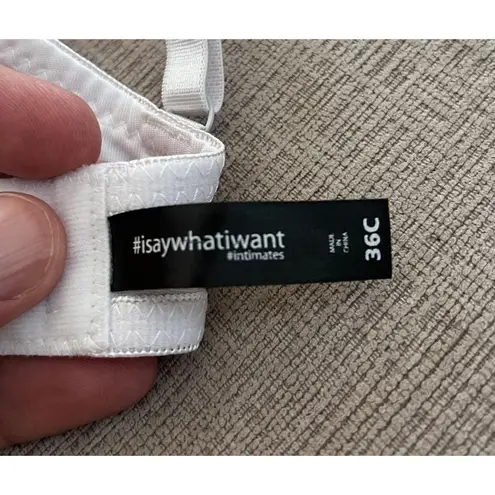 #isaywhatiwant
#intimates
MADE
IN
CHINA
36C